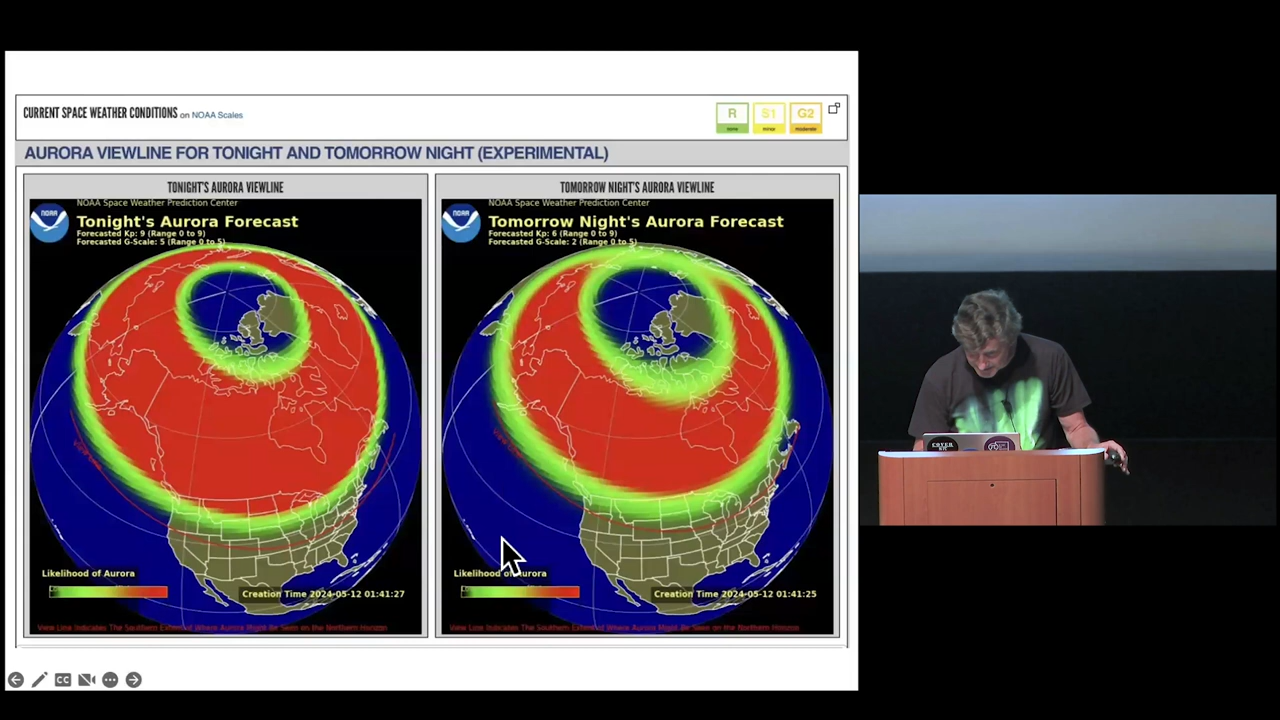 CURRENT SPACE WEATHER CONDITIONS on NOAA Scales
R
none
S1
minor
G2
moderate
AURORA VIEWLINE FOR TONIGHT AND TOMORROW NIGHT (EXPERIMENTAL)
TONIGHT'S AURORA VIEWLINE
NOAA
NOAA Space Weather Prediction Center
Tonight's Aurora Forecast
Forecasted Kp: 9 (Range 0 to 9)
Forecasted G-Scale: 5 (Range 0 to 5)
Likelihood of Aurora
Creation Time 2024-05-12 01:41:27
View Line Indicates The Southern Extent of Where Aurora Might Be Seen on the Northern Horizon
TOMORROW NIGHT'S AURORA VIEWLINE
NOAA
NOAA Space Weather Prediction Center
Tomorrow Night's Aurora Forecast
Forecasted Kp: 6 (Range 0 to 9)
Forecasted G-Scale: 2 (Range 0 to 5)
Likelihood of Aurora
Creation Time 2024-05-12 01:41:25
View Line Indicates The Southern Extent of Where Aurora Might Be Seen on the Northern Horizon
CC
COVER